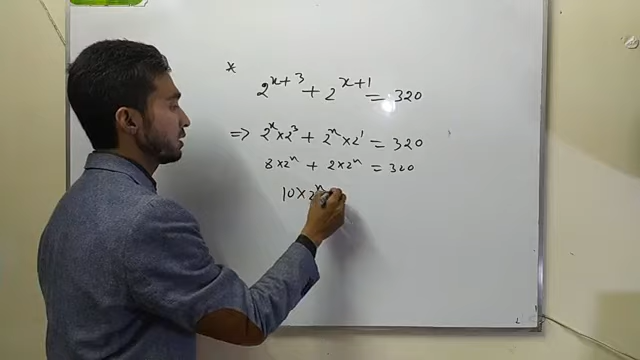 * 2^{x+3} + 2^{x+1} = 320
⇒ 2^x × 2^3 + 2^x × 2^1 = 320
8 × 2^x + 2 × 2^x = 320
10 × 2^x